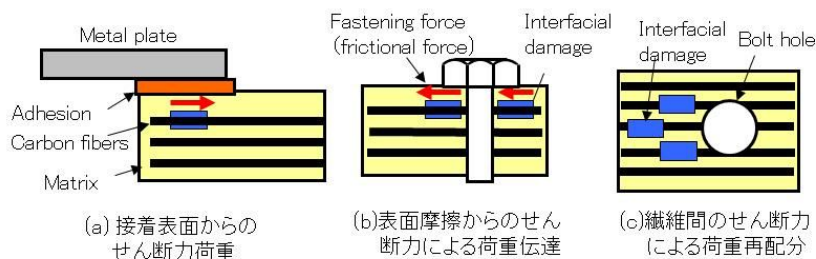 Metal plate
Adhesion
Carbon fibers
Matrix
(a) 接着表面からの
せん断力荷重
Fastening force
(frictional force)
Interfacial
damage
(b)表面摩擦からのせん
断力による荷重伝達
Interfacial
damage
Bolt hole
(c)繊維間のせん断力
による荷重再配分